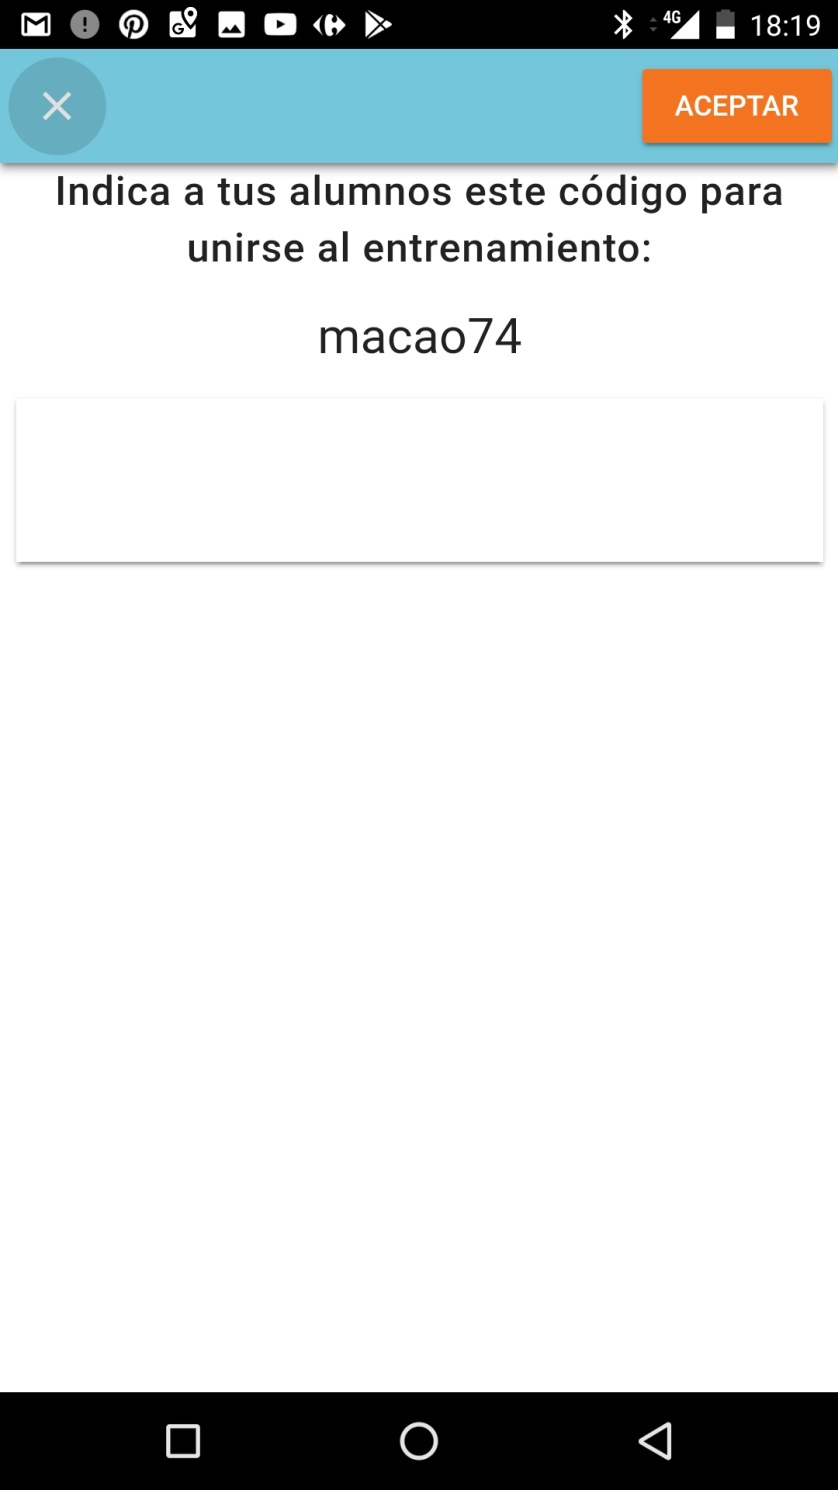 4G 18:19
ACEPTAR
Indica a tus alumnos este código para
unirse al entrenamiento:
macao74